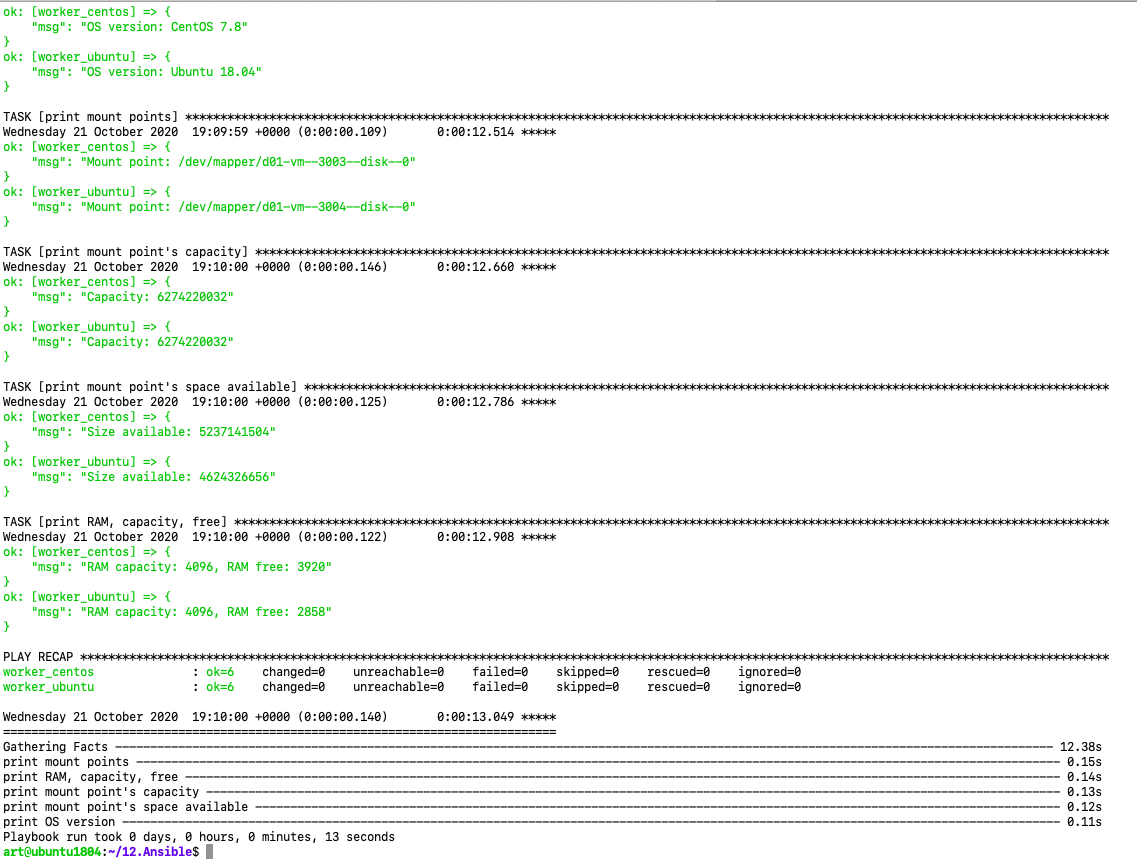 ok: [worker_centos] => {
    "msg": "OS version: CentOS 7.8"
}
ok: [worker_ubuntu] => {
    "msg": "OS version: Ubuntu 18.04"
}

TASK [print mount points] ************************************************************************************************************************************
Wednesday 21 October 2020  19:09:59 +0000 (0:00:00.109)       0:00:12.514 *****
ok: [worker_centos] => {
    "msg": "Mount point: /dev/mapper/d01-vm--3003--disk--0"
}
ok: [worker_ubuntu] => {
    "msg": "Mount point: /dev/mapper/d01-vm--3004--disk--0"
}

TASK [print mount point's capacity] **************************************************************************************************************************
Wednesday 21 October 2020  19:10:00 +0000 (0:00:00.146)       0:00:12.660 *****
ok: [worker_centos] => {
    "msg": "Capacity: 6274220032"
}
ok: [worker_ubuntu] => {
    "msg": "Capacity: 6274220032"
}

TASK [print mount point's space available] *******************************************************************************************************************
Wednesday 21 October 2020  19:10:00 +0000 (0:00:00.125)       0:00:12.786 *****
ok: [worker_centos] => {
    "msg": "Size available: 5237141504"
}
ok: [worker_ubuntu] => {
    "msg": "Size available: 4624326656"
}

TASK [print RAM, capacity, free] *****************************************************************************************************************************
Wednesday 21 October 2020  19:10:00 +0000 (0:00:00.122)       0:00:12.908 *****
ok: [worker_centos] => {
    "msg": "RAM capacity: 4096, RAM free: 3920"
}
ok: [worker_ubuntu] => {
    "msg": "RAM capacity: 4096, RAM free: 2858"
}

PLAY RECAP ***************************************************************************************************************************************************
worker_centos              : ok=6    changed=0    unreachable=0    failed=0    skipped=0    rescued=0    ignored=0
worker_ubuntu              : ok=6    changed=0    unreachable=0    failed=0    skipped=0    rescued=0    ignored=0

Wednesday 21 October 2020  19:10:00 +0000 (0:00:00.140)       0:00:13.049 *****
===============================================================================
Gathering Facts -------------------------------------------------------------------------------------------------------------------------------------- 12.38s
print mount points ------------------------------------------------------------------------------------------------------------------------------------ 0.15s
print RAM, capacity, free ----------------------------------------------------------------------------------------------------------------------------- 0.14s
print mount point's capacity -------------------------------------------------------------------------------------------------------------------------- 0.13s
print mount point's space available ------------------------------------------------------------------------------------------------------------------- 0.12s
print OS version -------------------------------------------------------------------------------------------------------------------------------------- 0.11s
Playbook run took 0 days, 0 hours, 0 minutes, 13 seconds
art@ubuntu1804:~/12.Ansible$